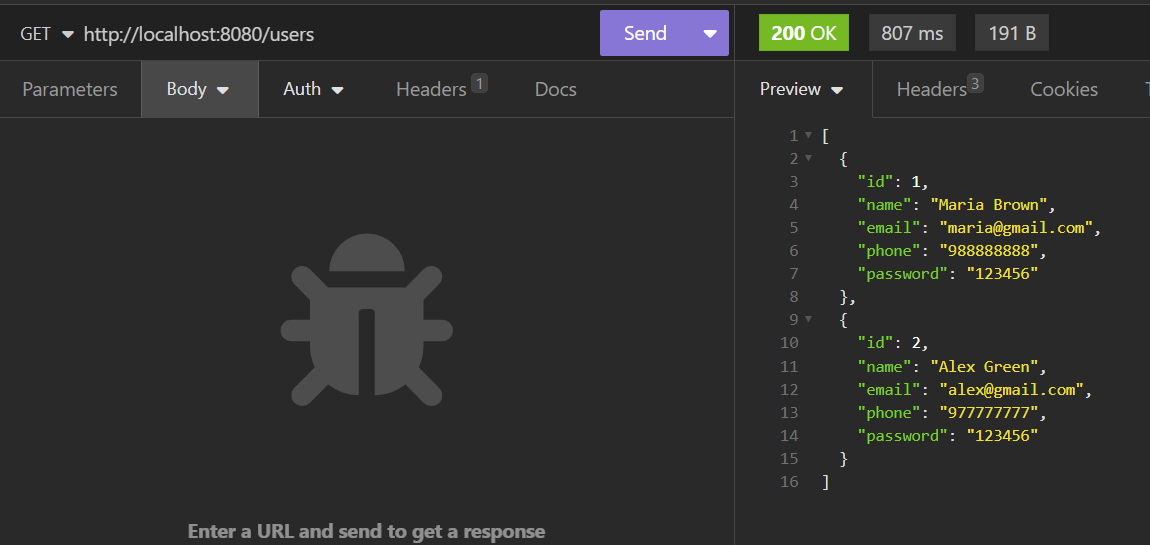 GET http://localhost:8080/users Send
200 OK 807 ms 191 B
Parameters Body Auth Headers 1 Docs
Preview Headers 3 Cookies
1 [
2 {
3 "id": 1,
4 "name": "Maria Brown",
5 "email": "maria@gmail.com",
6 "phone": "988888888",
7 "password": "123456"
8 },
9 {
10 "id": 2,
11 "name": "Alex Green",
12 "email": "alex@gmail.com",
13 "phone": "977777777",
14 "password": "123456"
15 }
16 ]
Enter a URL and send to get a response